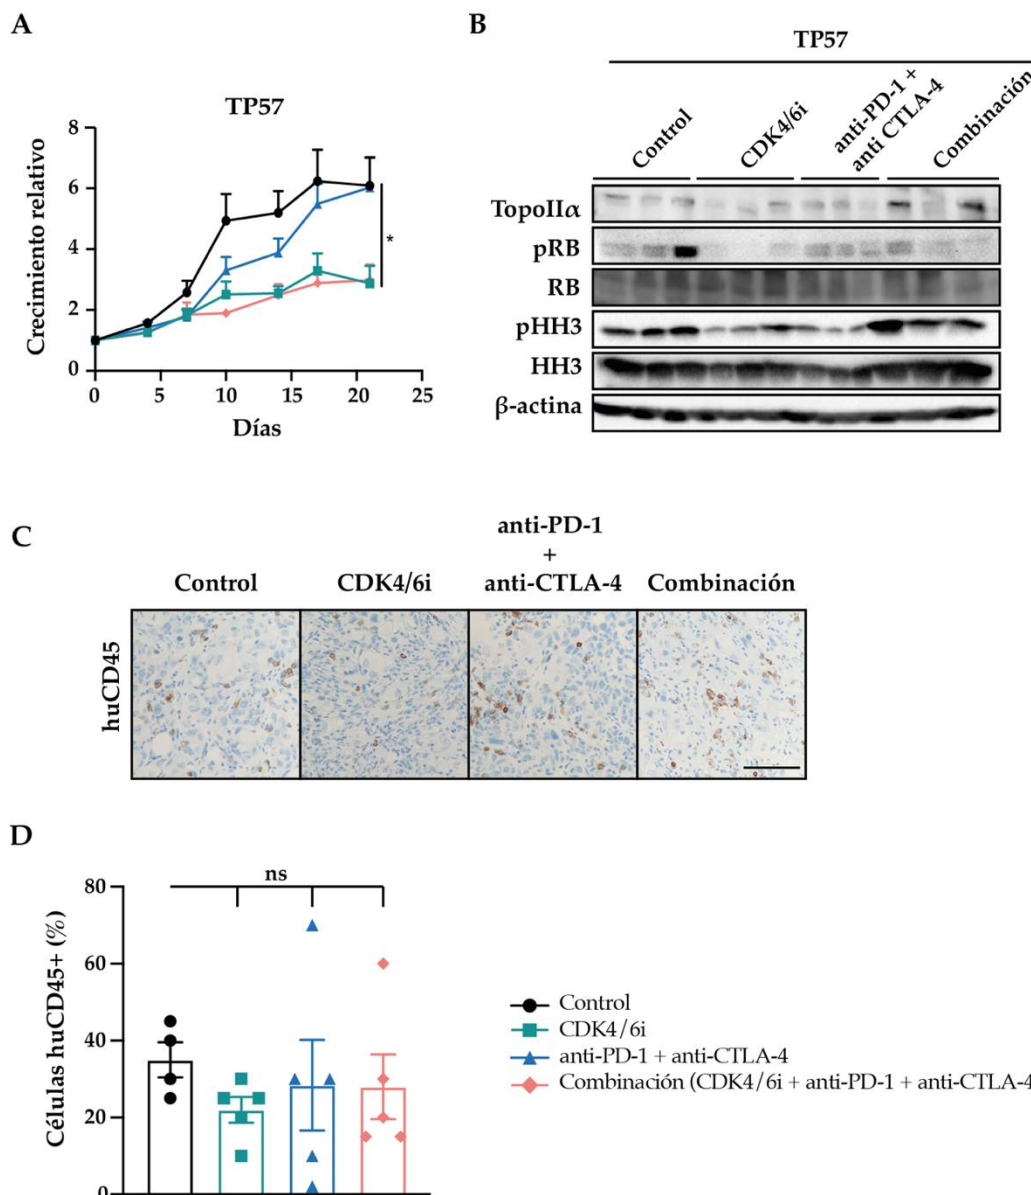 A
TP57
Crecimiento relativo
8
6
4
2
0
0 5 10 15 20 25
Días
*
B
TP57
Control
CDK4/6i
anti-PD-1 +
anti CTLA-4
Combinación
TopoIIα
pRB
RB
pHH3
HH3
β-actina
C
Control
CDK4/6i
anti-PD-1
+
anti-CTLA-4
Combinación
huCD45
D
ns
Células huCD45+ (%)
80
60
40
20
0
Control
CDK4/6i
anti-PD-1 + anti-CTLA-4
Combinación (CDK4/6i + anti-PD-1 + anti-CTLA-4